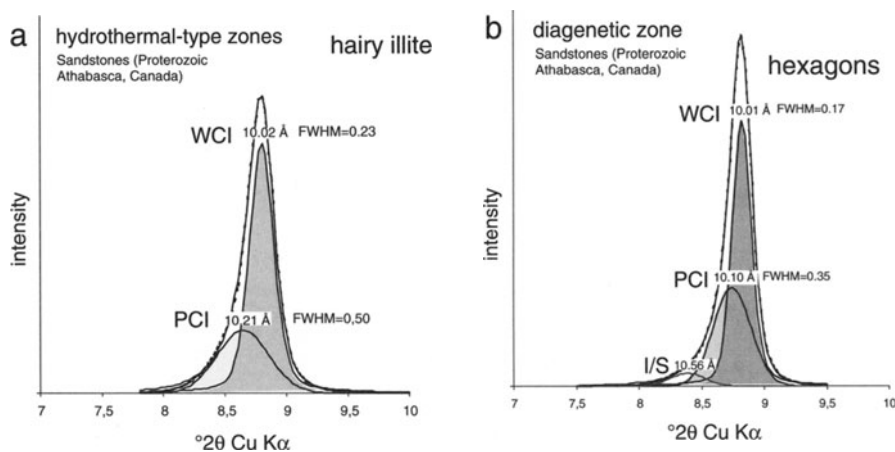 a
hydrothermal-type zones
Sandstones (Proterozoic
Athabasca, Canada)
hairy illite
WCI 10.02 Å FWHM=0.23
PCI 10,21 Å FWHM=0,50
intensity
7 7,5 8 8,5 9 9,5 10
°2θ Cu Kα
b
diagenetic zone
Sandstones (Proterozoic
Athabasca, Canada)
hexagons
WCI 10.01 Å FWHM=0.17
PCI 10.10 Å FWHM=0.35
I/S 10.56 Å
intensity
7 7,5 8 8,5 9 9,5 10
°2θ Cu Kα